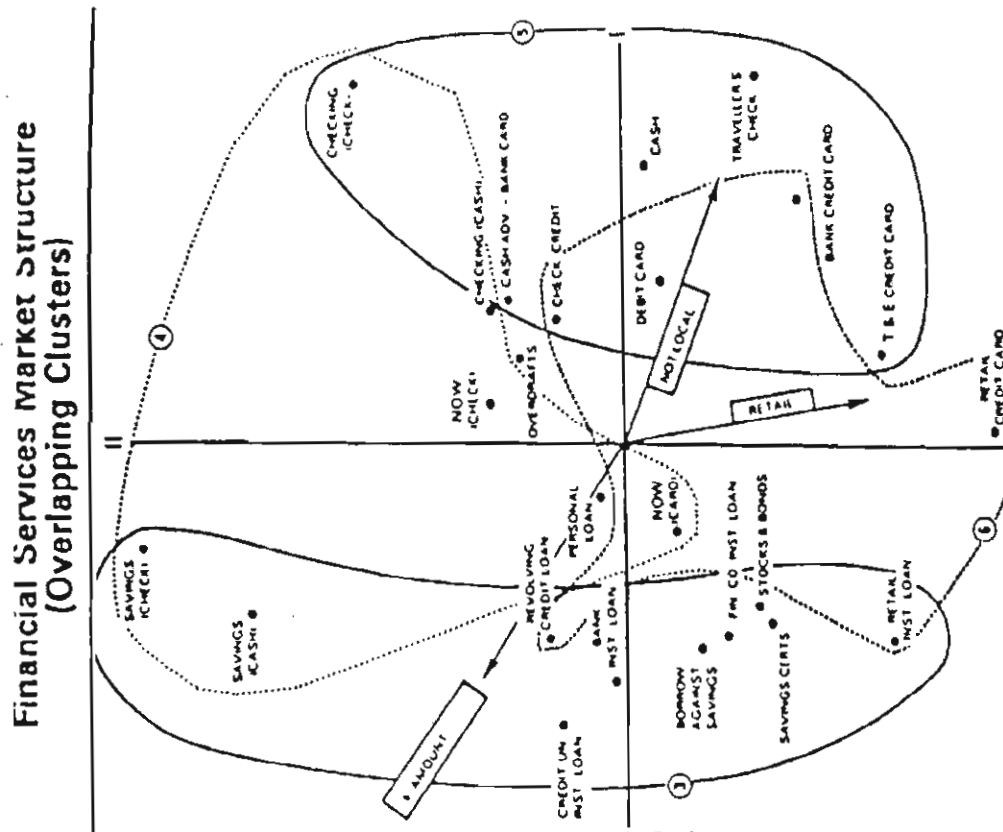 Financial Services Market Structure
(Overlapping Clusters)
II
I
4
5
3
6
SAVINGS
(CHECK)
SAVINGS
(CASH)
CHECKING
(CHECK)
CHECKING (CASH)
CASH ADV - BANK CARD
NOW
(CHECK)
OVERDRAFTS
CHECK CREDIT
CASH
DEBIT CARD
TRAVELLERS
CHECK
NOT LOCAL
BANK CREDIT CARD
RETAIL
T & E CREDIT CARD
RETAIL
CREDIT CARD
AMOUNT
REVOLVING
CREDIT LOAN
PERSONAL
LOAN
CREDIT UN
INST LOAN
BANK
INST LOAN
NOW
(CARD)
BORROW
AGAINST
SAVINGS
FIN CO INST LOAN
STOCKS & BONDS
SAVINGS CERTS
RETAIL
INST LOAN